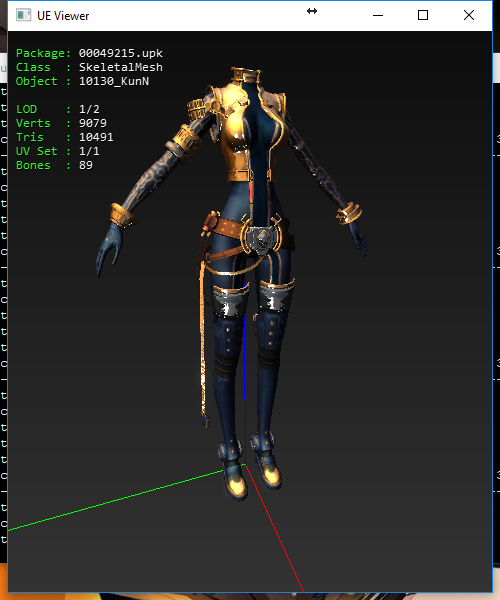 UE Viewer
Package: 00049215.upk
Class  : SkeletalMesh
Object : 10130_KunN
LOD    : 1/2
Verts  : 9079
Tris   : 10491
UV Set : 1/1
Bones  : 89